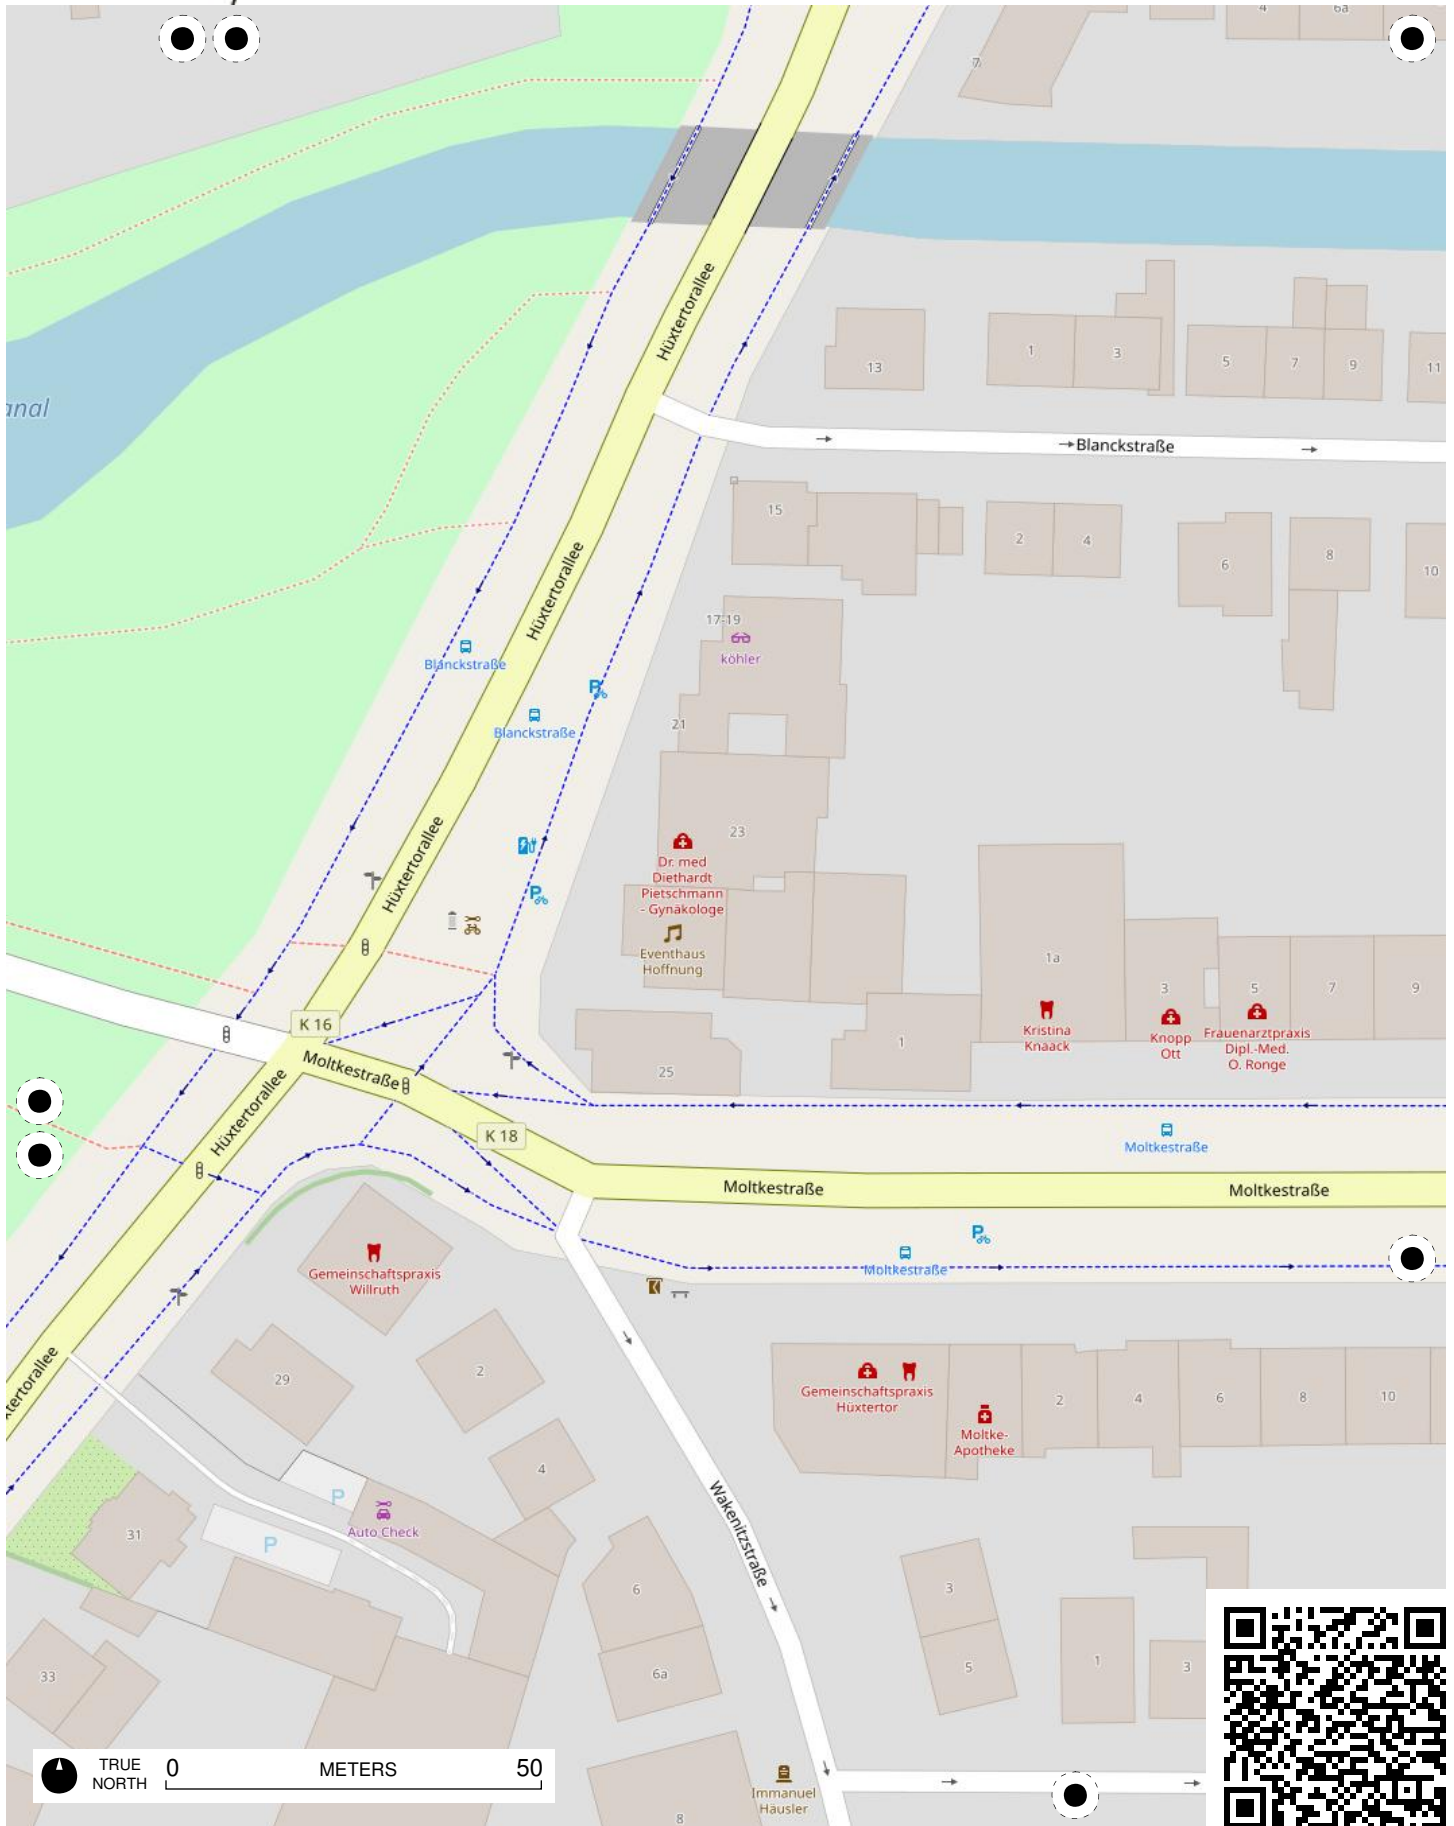 4
6a
7
Hüxtertorallee
13
1
3
5
7
9
11
anal
Blanckstraße
15
2
4
6
8
10
Hüxtertorallee
17-19
köhler
Blanckstraße
P
Blanckstraße
21
23
Hüxtertorallee
Dr. med
Diethardt
Pietschmann
- Gynäkologe
P
Eventhaus
Hoffnung
1a
3
5
7
9
Kristina
Knaack
Knopp
Ott
Frauenarztpraxis
Dipl.-Med.
O. Ronge
K 16
1
25
Moltkestraße
Hüxtertorallee
K 18
Moltkestraße
Moltkestraße
Moltkestraße
P
Moltkestraße
Gemeinschaftspraxis
Willruth
29
2
xtertorallee
Gemeinschaftspraxis
Hüxtertor
2
4
6
8
10
Moltke-
Apotheke
4
P
Auto Check
P
31
Wakenitzstraße
6
3
6a
5
1
3
33
TRUE
NORTH
0
METERS
50
Immanuel
Häusler
8